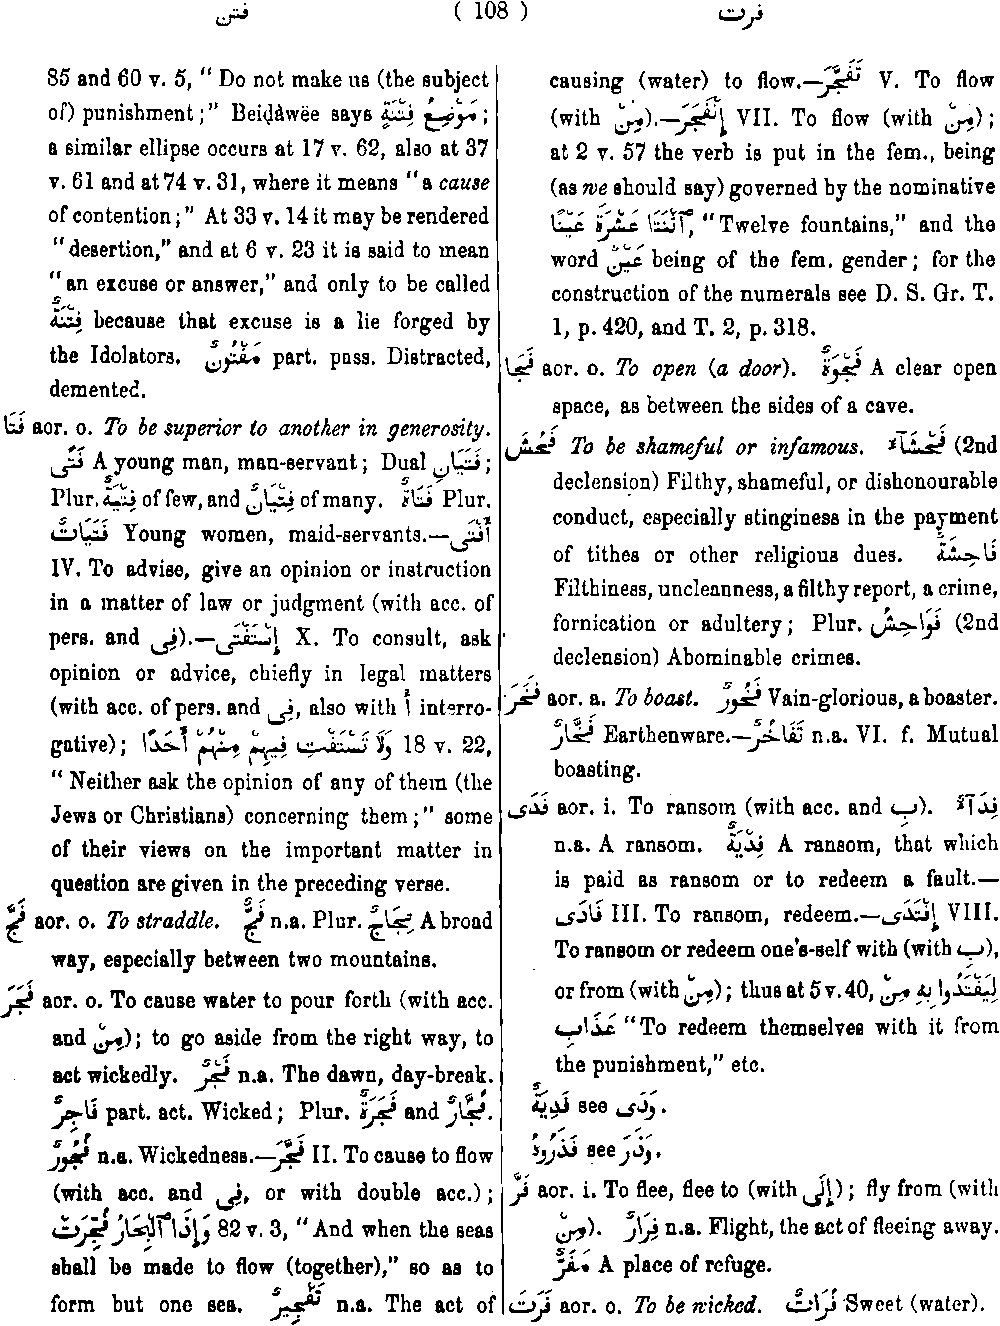 فتن ( 108 ) فرت
85 and 60 v. 5, “ Do not make us (the subject
of) punishment ;” Beiḍâwëe says مَوْضِعُ فِتْنَةٍ ;
a similar ellipse occurs at 17 v. 62, also at 37
v. 61 and at 74 v. 31, where it means “a cause
of contention ;” At 33 v. 14 it may be rendered
“desertion,” and at 6 v. 23 it is said to mean
“an excuse or answer,” and only to be called
فِتْنَةٌ because that excuse is a lie forged by
the Idolators. مَفْتُونٌ part. pass. Distracted,
demented.
فَتَا aor. o. To be superior to another in generosity.
فَتًى A young man, man-servant ; Dual فَتَيَانِ ;
Plur. فِتْيَةٌ of few, and فِتْيَانٌ of many. فَتَاةٌ Plur.
فَتَيَاتٌ Young women, maid-servants.—أَفْتَى
IV. To advise, give an opinion or instruction
in a matter of law or judgment (with acc. of
pers. and فِى).—إِسْتَفْتَى X. To consult, ask
opinion or advice, chiefly in legal matters
(with acc. of pers. and فِى, also with أَ interro-
gative) ; وَلَا تَسْتَفْتِ فِيهِمْ مِنْهُمْ أَحَدًا 18 v. 22,
“ Neither ask the opinion of any of them (the
Jews or Christians) concerning them ;” some
of their views on the important matter in
question are given in the preceding verse.
فَجَّ aor. o. To straddle. فَجٌّ n.a. Plur. فِجَاجٌ A broad
way, especially between two mountains.
فَجَرَ aor. o. To cause water to pour forth (with acc.
and مِنْ); to go aside from the right way, to
act wickedly. فَجْرٌ n.a. The dawn, day-break.
فَاجِرٌ part. act. Wicked ; Plur. فَجَرَةٌ and فُجَّارٌ.
فُجُورٌ n.a. Wickedness.—فَجَّرَ II. To cause to flow
(with acc. and فِى, or with double acc.) ;
وَإِذَا ٱلْبِحَارُ فُجِّرَتْ 82 v. 3, “And when the seas
shall be made to flow (together),” so as to
form but one sea. تَفْجِيرٌ n.a. The act of
causing (water) to flow.—تَفَجَّرَ V. To flow
(with مِنْ).—إِنْفَجَرَ VII. To flow (with مِنْ) ;
at 2 v. 57 the verb is put in the fem., being
(as we should say) governed by the nominative
ٱثْنَتَا عَشْرَةَ عَيْنًا, “Twelve fountains,” and the
word عَيْنٌ being of the fem. gender ; for the
construction of the numerals see D. S. Gr. T.
1, p. 420, and T. 2, p. 318.
فَجَا aor. o. To open (a door). فَجْوَةٌ A clear open
space, as between the sides of a cave.
فَحُشَ To be shameful or infamous. فَحْشَآءُ (2nd
declension) Filthy, shameful, or dishonourable
conduct, especially stinginess in the payment
of tithes or other religious dues. فَاحِشَةٌ
Filthiness, uncleanness, a filthy report, a crime,
fornication or adultery ; Plur. فَوَاحِشُ (2nd
declension) Abominable crimes.
فَخَرَ aor. a. To boast. فَخُورٌ Vain-glorious, a boaster.
فَخَّارٌ Earthenware.—تَفَاخُرٌ n.a. VI. f. Mutual
boasting.
فَدَى aor. i. To ransom (with acc. and بِ). فِدَآءٌ
n.a. A ransom. فِدْيَةٌ A ransom, that which
is paid as ransom or to redeem a fault.—
فَادَى III. To ransom, redeem.—إِفْتَدَى VIII.
To ransom or redeem one’s-self with (with بِ),
or from (with مِنْ) ; thus at 5 v. 40, لِيَفْتَدُوا بِهِ مِنْ
عَذَابِ “To redeem themselves with it from
the punishment,” etc.
فَدِيَةٌ see وَدَى.
فَذَرُوهُ see وَذَرَ.
فَرَّ aor. i. To flee, flee to (with إِلَى) ; fly from (with
مِنْ). فِرَارٌ n.a. Flight, the act of fleeing away.
مَفَرٌّ A place of refuge.
فَرَتَ aor. o. To be wicked. فُرَاتٌ Sweet (water).